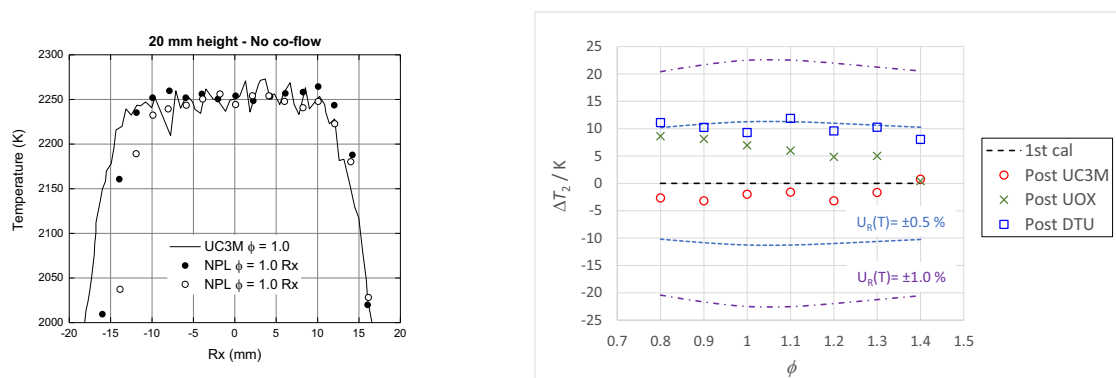 20 mm height - No co-flow
Temperature (K)
2300
2250
2200
2150
2100
2050
2000
UC3M ϕ = 1.0
NPL ϕ = 1.0 Rx
NPL ϕ = 1.0 Rx
-20 -15 -10 -5 0 5 10 15 20
Rx (mm)
ΔT₂ / K
25
20
15
10
5
0
-5
-10
-15
-20
-25
U_R(T)= ±0.5 %
U_R(T)= ±1.0 %
0.7 0.8 0.9 1 1.1 1.2 1.3 1.4 1.5
ϕ
1st cal
Post UC3M
Post UOX
Post DTU